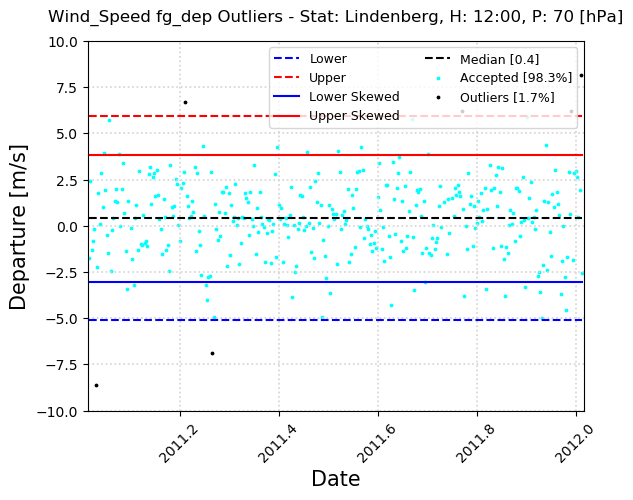 Wind_Speed fg_dep Outliers - Stat: Lindenberg, H: 12:00, P: 70 [hPa]
10.0
7.5
5.0
2.5
0.0
−2.5
−5.0
−7.5
−10.0
Departure [m/s]
Lower
Upper
Lower Skewed
Upper Skewed
Median [0.4]
Accepted [98.3%]
Outliers [1.7%]
2011.2
2011.4
2011.6
2011.8
2012.0
Date